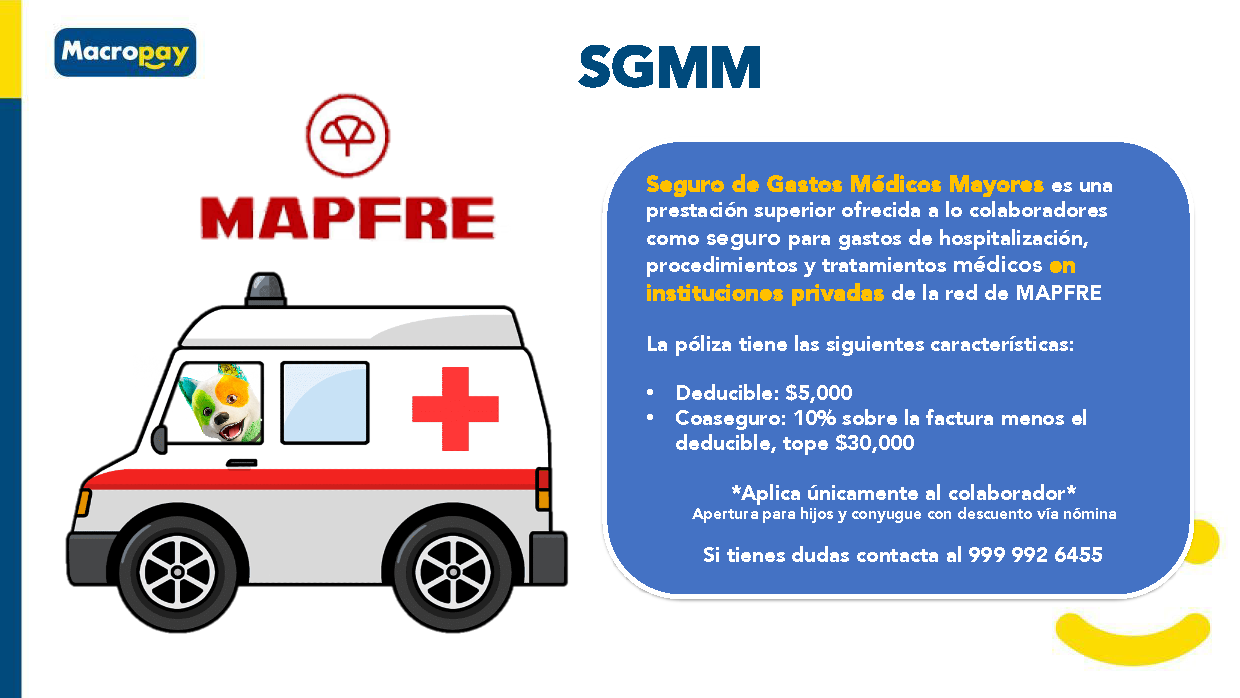 Macropay
SGMM
MAPFRE
Seguro de Gastos Médicos Mayores es una
prestación superior ofrecida a lo colaboradores
como seguro para gastos de hospitalización,
procedimientos y tratamientos médicos en
instituciones privadas de la red de MAPFRE
La póliza tiene las siguientes características:
• Deducible: $5,000
• Coaseguro: 10% sobre la factura menos el
deducible, tope $30,000
*Aplica únicamente al colaborador*
Apertura para hijos y conyugue con descuento vía nómina
Si tienes dudas contacta al 999 992 6455